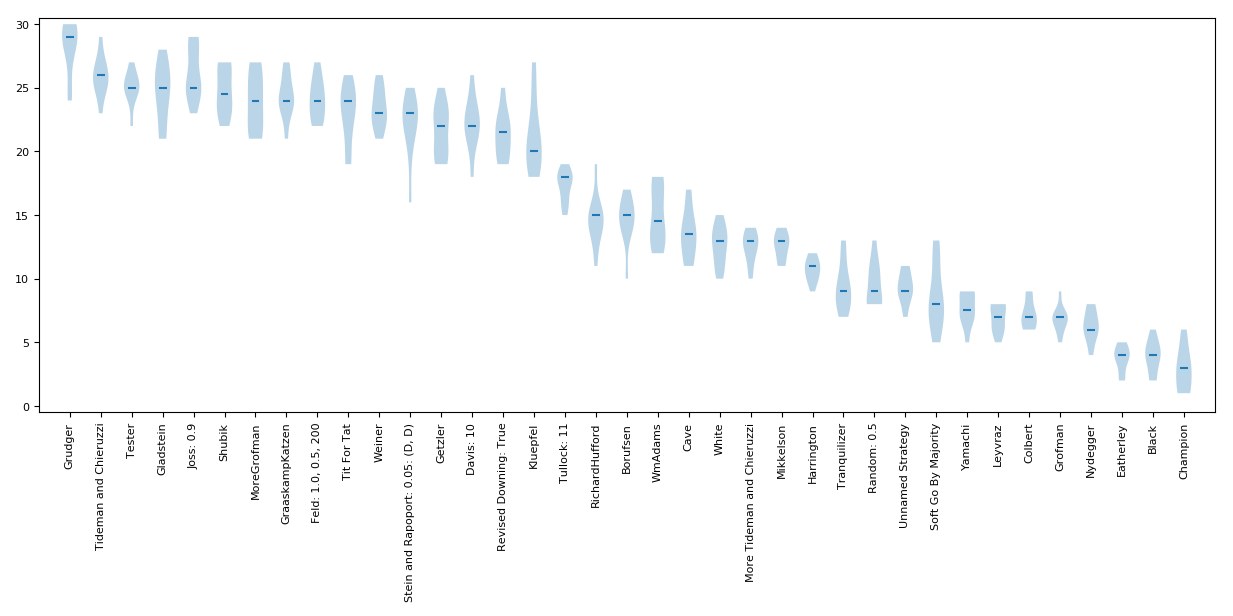 30
25
20
15
10
5
0
Grudger
Tideman and Chieruzzi
Tester
Gladstein
Joss: 0.9
Shubik
MoreGrofman
GraaskampKatzen
Feld: 1.0, 0.5, 200
Tit For Tat
Weiner
Stein and Rapoport: 0.05: (D, D)
Getzler
Davis: 10
Revised Downing: True
Kluepfel
Tullock: 11
RichardHufford
Borufsen
WmAdams
Cave
White
More Tideman and Chieruzzi
Mikkelson
Harrington
Tranquilizer
Random: 0.5
Unnamed Strategy
Soft Go By Majority
Yamachi
Leyvraz
Colbert
Grofman
Nydegger
Eatherley
Black
Champion